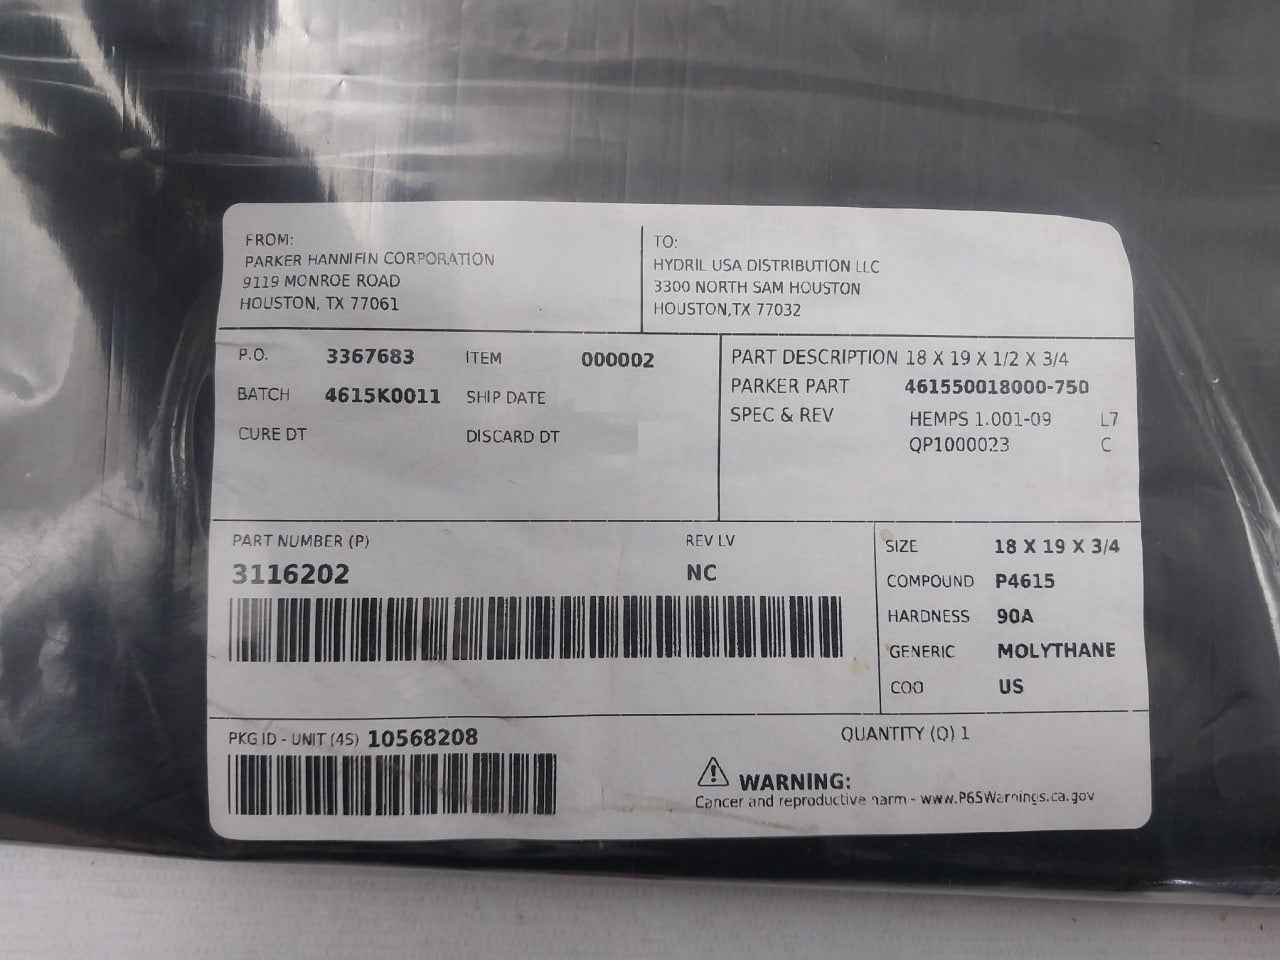 FROM:
PARKER HANNIFIN CORPORATION
9119 MONROE ROAD
HOUSTON, TX 77061
TO:
HYDRIL USA DISTRIBUTION LLC
3300 NORTH SAM HOUSTON
HOUSTON,TX 77032
P.O. 3367683 ITEM 000002
BATCH 4615K0011 SHIP DATE
CURE DT DISCARD DT
PART DESCRIPTION 18 X 19 X 1/2 X 3/4
PARKER PART 461550018000-750
SPEC & REV HEMPS 1.001-09 L7
QP1000023 C
PART NUMBER (P) REV LV
3116202 NC
SIZE 18 X 19 X 3/4
COMPOUND P4615
HARDNESS 90A
GENERIC MOLYTHANE
COO US
PKG ID - UNIT (4S) 10568208
QUANTITY (Q) 1
WARNING:
Cancer and reproductive harm - www.P65Warnings.ca.gov